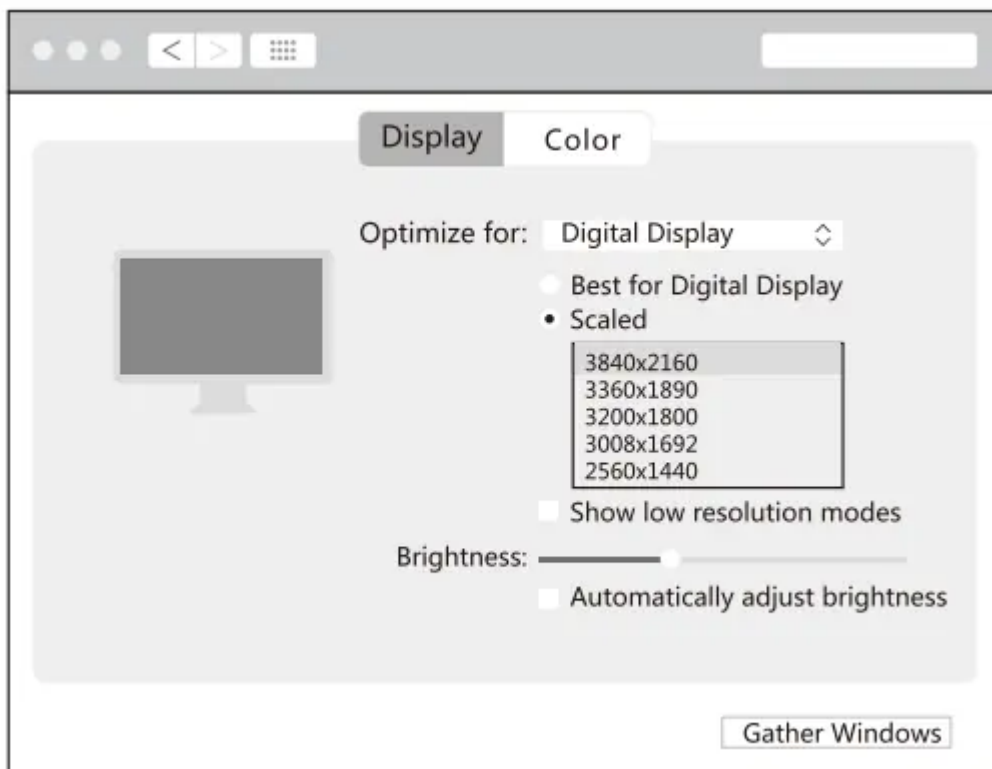 Display Color
Optimize for: Digital Display
Best for Digital Display
Scaled
3840x2160
3360x1890
3200x1800
3008x1692
2560x1440
Show low resolution modes
Brightness:
Automatically adjust brightness
Gather Windows